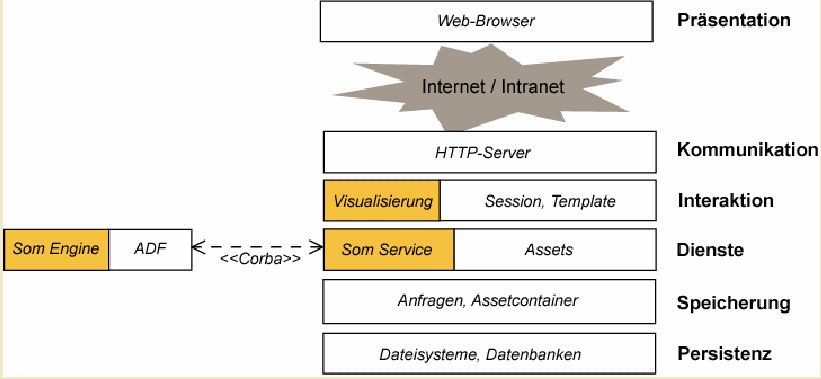 Web-Browser Präsentation
Internet / Intranet
HTTP-Server Kommunikation
Visualisierung Session, Template Interaktion
Som Engine ADF <<Corba>> Som Service Assets Dienste
Anfragen, Assetcontainer Speicherung
Dateisysteme, Datenbanken Persistenz